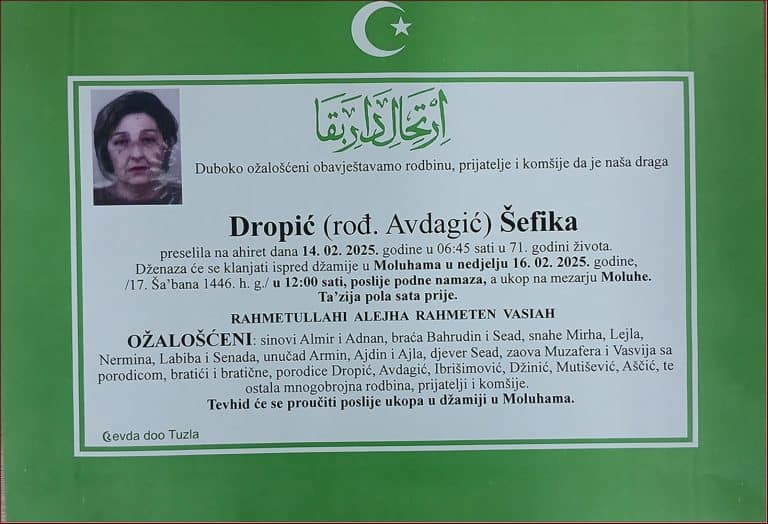 اِرْتِحَالِ دَارِ بَقَا
Duboko ožalošćeni obavještavamo rodbinu, prijatelje i komšije da je naša draga
Dropić (rođ. Avdagić) Šefika
preselila na ahiret dana 14. 02. 2025. godine u 06:45 sati u 71. godini života.
Dženaza će se klanjati ispred džamije u Moluhama u nedjelju 16. 02. 2025. godine,
/17. Ša'bana 1446. h. g./ u 12:00 sati, poslije podne namaza, a ukop na mezarju Moluhe.
Ta'zija pola sata prije.
RAHMETULLAHI ALEJHA RAHMETEN VASIAH
OŽALOŠĆENI: sinovi Almir i Adnan, braća Bahrudin i Sead, snahe Mirha, Lejla,
Nermina, Labiba i Senada, unučad Armin, Ajdin i Ajla, djever Sead, zaova Muzafera i Vasvija sa
porodicom, bratići i bratične, porodice Dropić, Avdagić, Ibrišimović, Džinić, Mutišević, Aščić, te
ostala mnogobrojna rodbina, prijatelji i komšije.
Tevhid će se proučiti poslije ukopa u džamiji u Moluhama.
evda doo Tuzla